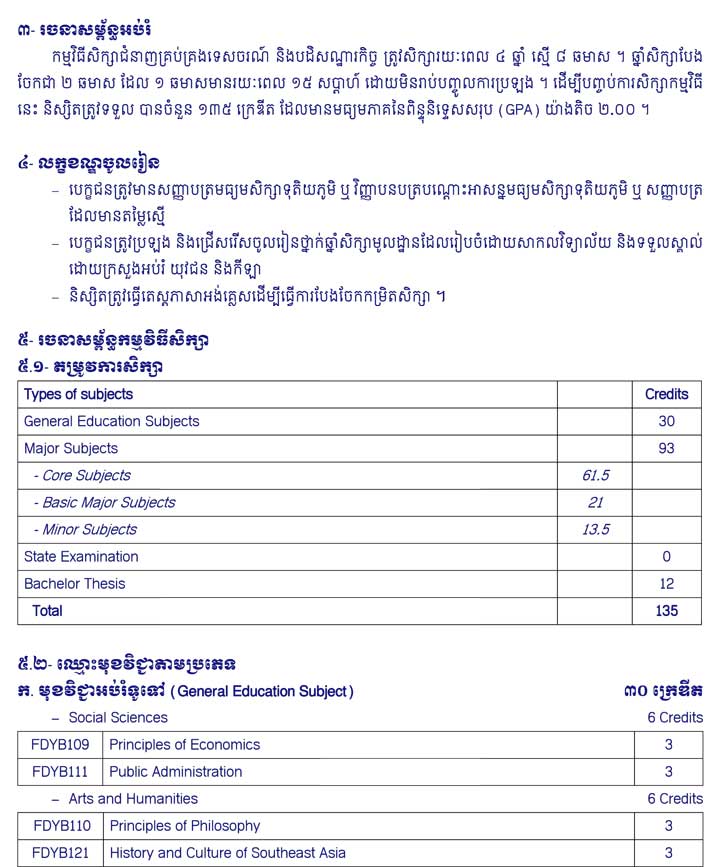 ៣- រចនាសម្ព័ន្ធអប់រំ
កម្មវិធីសិក្សាជំនាញគ្រប់គ្រងទេសចរណ៍ និងបដិសណ្ឋារកិច្ច ត្រូវសិក្សារយៈពេល ៤ ឆ្នាំ ស្មើ ៨ ឆមាស ។ ឆ្នាំសិក្សាបែង
ចែកជា ២ ឆមាស ដែល ១ ឆមាសមានរយៈពេល ១៥ សប្តាហ៍ ដោយមិនរាប់បញ្ចូលការប្រឡង ។ ដើម្បីបញ្ចប់ការសិក្សាកម្មវិធី
នេះ និស្សិតត្រូវទទួល បានចំនួន ១៣៥ ក្រេឌីត ដែលមានមធ្យមភាគនៃពិន្ទុនិទ្ទេសសរុប (GPA) យ៉ាងតិច ២.០០ ។
៤- លក្ខខណ្ឌចូលរៀន
– បេក្ខជនត្រូវមានសញ្ញាបត្រមធ្យមសិក្សាទុតិយភូមិ ឬ វិញ្ញាបនបត្របណ្តោះអាសន្នមធ្យមសិក្សាទុតិយភូមិ ឬ សញ្ញាបត្រ
ដែលមានតម្លៃស្មើ
– បេក្ខជនត្រូវប្រឡង និងជ្រើសរើសចូលរៀនថ្នាក់ឆ្នាំសិក្សាមូលដ្ឋានដែលរៀបចំដោយសាកលវិទ្យាល័យ និងទទួលស្គាល់
ដោយក្រសួងអប់រំ យុវជន និងកីឡា
– និស្សិតត្រូវធ្វើតេស្តភាសាអង់គ្លេសដើម្បីធ្វើការបែងចែកកម្រិតសិក្សា ។
៥- រចនាសម្ព័ន្ធកម្មវិធីសិក្សា
៥.១- តម្រូវការសិក្សា
Types of subjects Credits
General Education Subjects 30
Major Subjects 93
- Core Subjects 61.5
- Basic Major Subjects 21
- Minor Subjects 13.5
State Examination 0
Bachelor Thesis 12
Total 135
៥.២- ឈ្មោះមុខវិជ្ជាតាមប្រភេទ
ក. មុខវិជ្ជាអប់រំទូទៅ (General Education Subject) ៣០ ក្រេឌីត
– Social Sciences 6 Credits
FDYB109 Principles of Economics 3
FDYB111 Public Administration 3
– Arts and Humanities 6 Credits
FDYB110 Principles of Philosophy 3
FDYB121 History and Culture of Southeast Asia 3